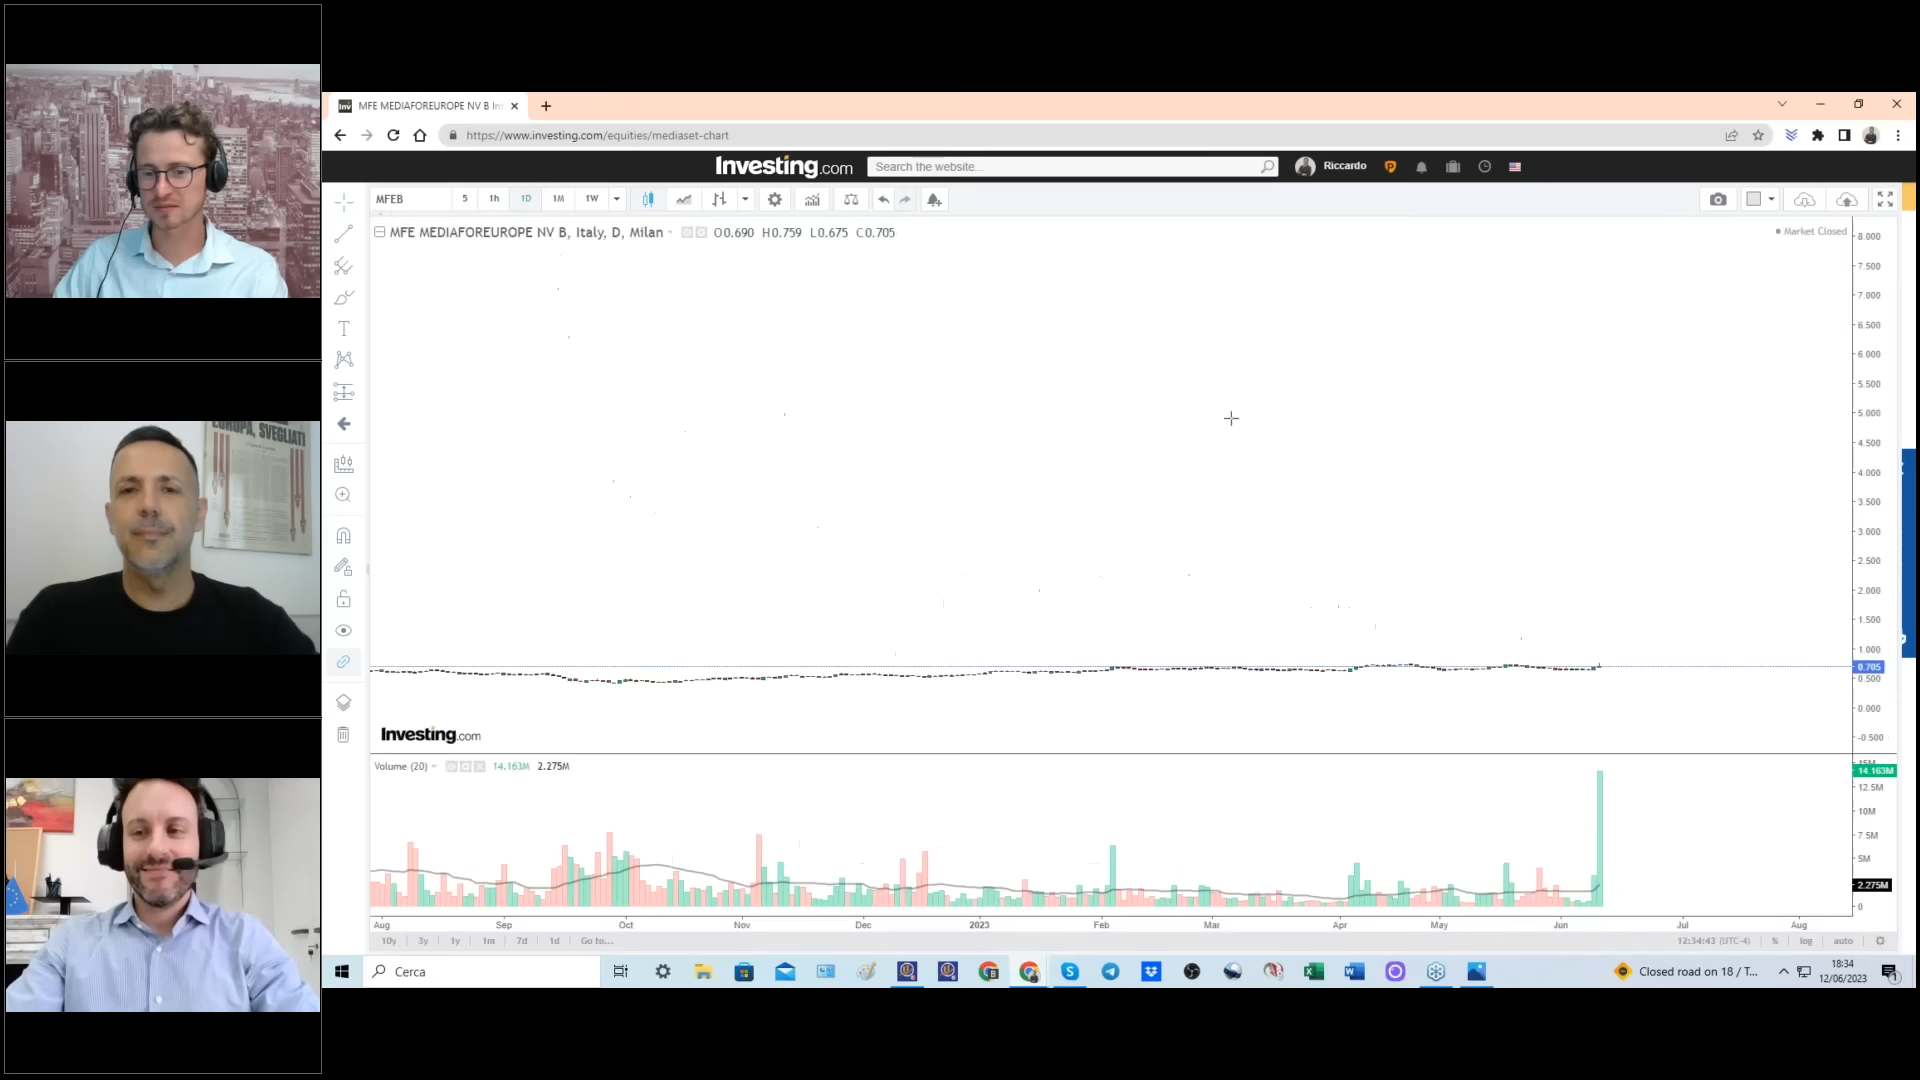 EUROPA, SVEGLIATI
MFE MEDIAFOREUROPE NV B In
https://www.investing.com/equities/mediaset-chart
Investing.com
Search the website...
Riccardo
MFEB
5
1h
1D
1M
1W
MFE MEDIAFOREUROPE NV B, Italy, D, Milan
O0.690 H0.759 L0.675 C0.705
Market Closed
8.000
7.500
7.000
6.500
6.000
5.500
5.000
4.500
4.000
3.500
3.000
2.500
2.000
1.500
1.000
0.705
0.500
0.000
-0.500
Investing.com
Volume (20)
14.163M 2.275M
15M
14.163M
12.5M
10M
7.5M
5M
2.275M
0
Aug Sep Oct Nov Dec 2023 Feb Mar Apr May Jun Jul Aug
10y 3y 1y 1m 7d 1d Go to...
12:34:43 (UTC-4) % log auto
Cerca
Closed road on 18 / T...
18:34
12/06/2023